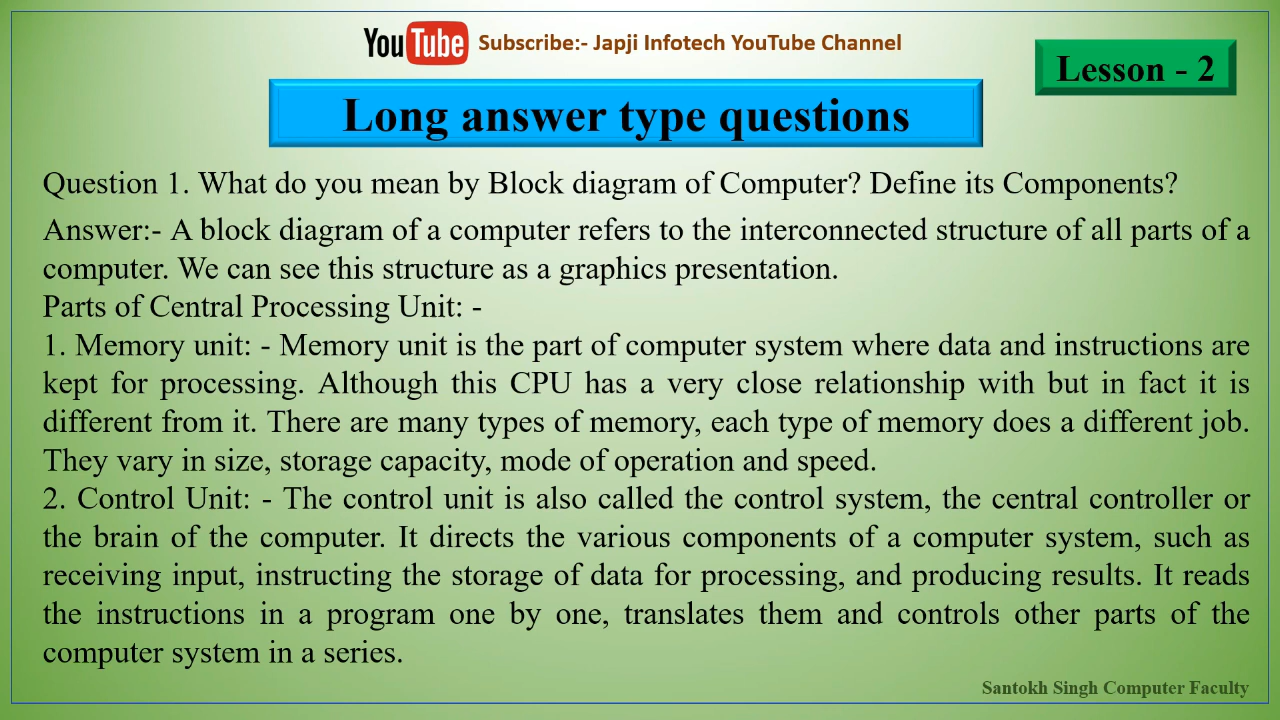 YouTube Subscribe:- Japji Infotech YouTube Channel
Lesson - 2
Long answer type questions
Question 1. What do you mean by Block diagram of Computer? Define its Components?
Answer:- A block diagram of a computer refers to the interconnected structure of all parts of a
computer. We can see this structure as a graphics presentation.
Parts of Central Processing Unit: -
1. Memory unit: - Memory unit is the part of computer system where data and instructions are
kept for processing. Although this CPU has a very close relationship with but in fact it is
different from it. There are many types of memory, each type of memory does a different job.
They vary in size, storage capacity, mode of operation and speed.
2. Control Unit: - The control unit is also called the control system, the central controller or
the brain of the computer. It directs the various components of a computer system, such as
receiving input, instructing the storage of data for processing, and producing results. It reads
the instructions in a program one by one, translates them and controls other parts of the
computer system in a series.
Santokh Singh Computer Faculty